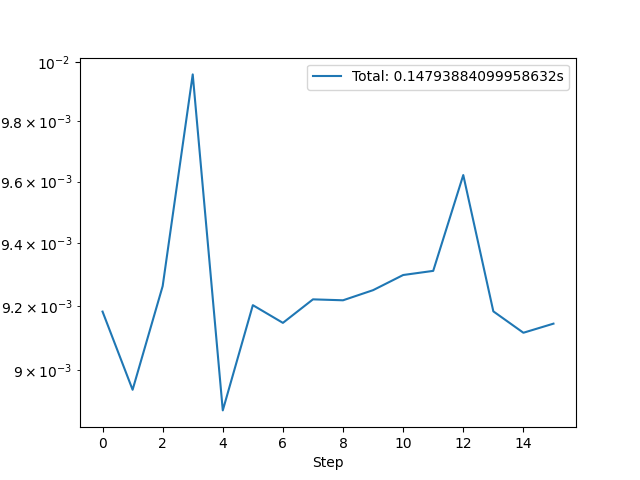 Total: 0.14793884099958632s
10⁻²
9.8 × 10⁻³
9.6 × 10⁻³
9.4 × 10⁻³
9.2 × 10⁻³
9 × 10⁻³
0 2 4 6 8 10 12 14
Step